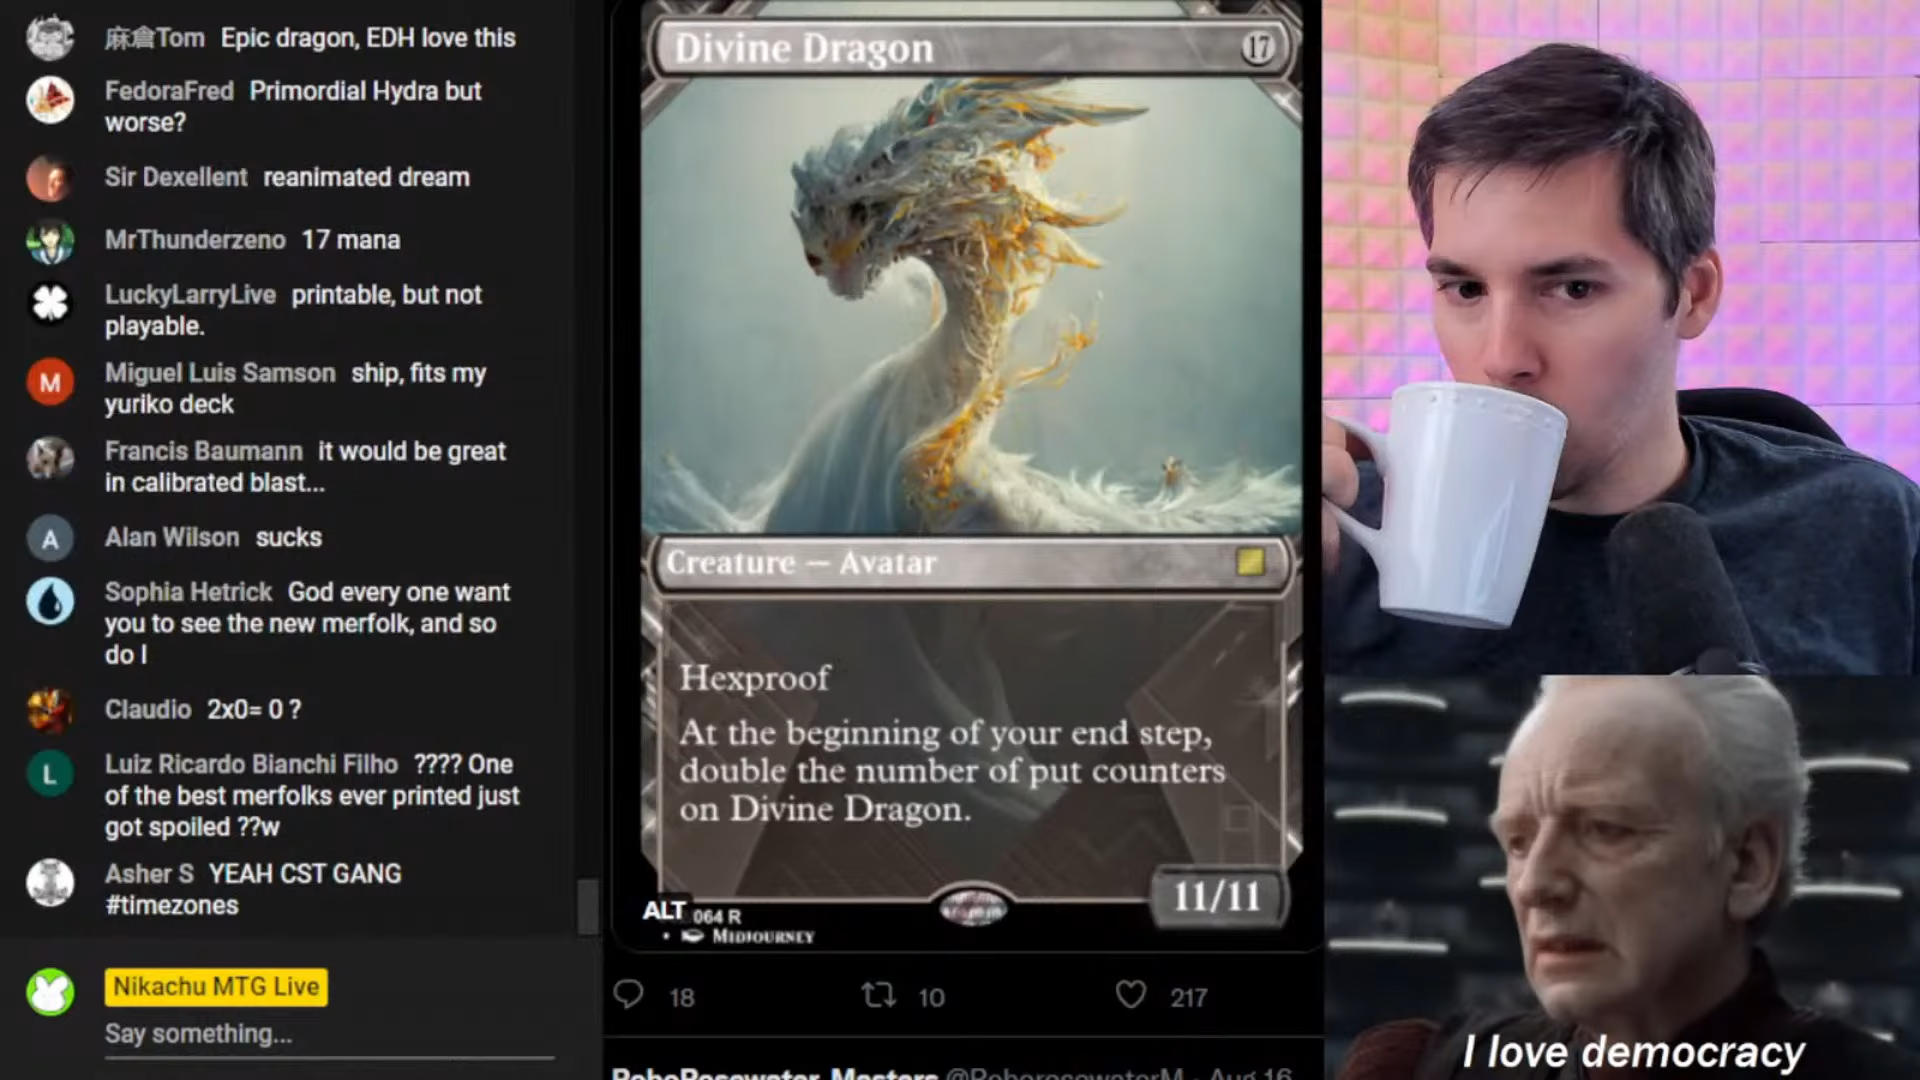 麻倉Tom Epic dragon, EDH love this
FedoraFred Primordial Hydra but
worse?
Sir Dexellent reanimated dream
MrThunderzeno 17 mana
LuckyLarryLive printable, but not
playable.
M
Miguel Luis Samson ship, fits my
yuriko deck
Francis Baumann it would be great
in calibrated blast...
A
Alan Wilson sucks
Sophia Hetrick God every one want
you to see the new merfolk, and so
do I
Claudio 2x0= 0 ?
L
Luiz Ricardo Bianchi Filho ???? One
of the best merfolks ever printed just
got spoiled ??w
Asher S YEAH CST GANG
#timezones
Nikachu MTG Live
Say something...
Divine Dragon 17
Creature — Avatar
Hexproof
At the beginning of your end step,
double the number of put counters
on Divine Dragon.
11/11
ALT 064 R
• Midjourney
18 10 217
RoboRosewater Masters @RoborosewaterM · Aug 16
I love democracy